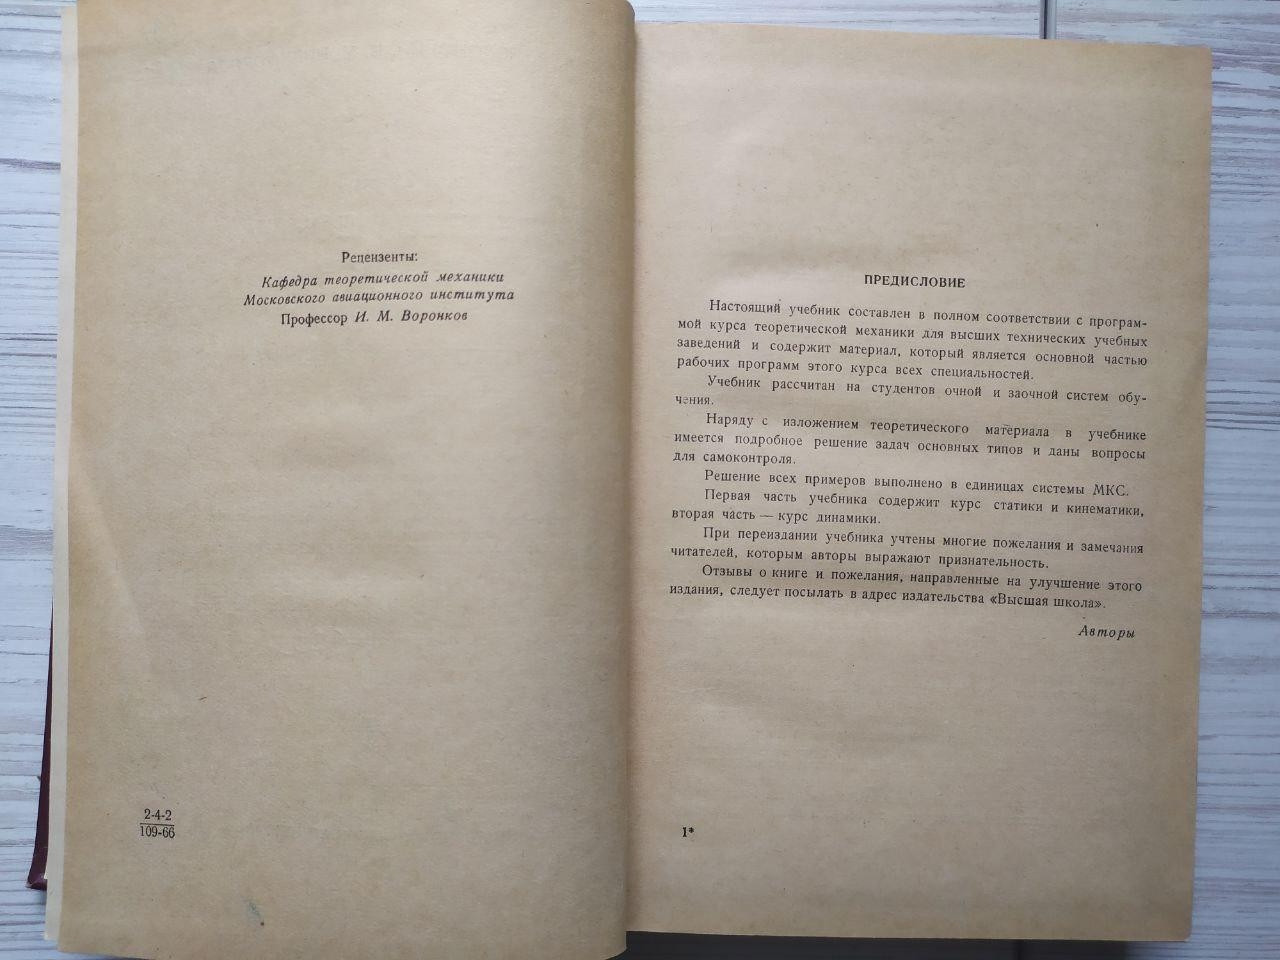 Рецензенты:
Кафедра теоретической механики
Московского авиационного института
Профессор И. М. Воронков
2-4-2
109-66
ПРЕДИСЛОВИЕ
Настоящий учебник составлен в полном соответствии с програм-
мой курса теоретической механики для высших технических учебных
заведений и содержит материал, который является основной частью
рабочих программ этого курса всех специальностей.
Учебник рассчитан на студентов очной и заочной систем обу-
чения.
Наряду с изложением теоретического материала в учебнике
имеется подробное решение задач основных типов и даны вопросы
для самоконтроля.
Решение всех примеров выполнено в единицах системы МКС.
Первая часть учебника содержит курс статики и кинематики,
вторая часть — курс динамики.
При переиздании учебника учтены многие пожелания и замечания
читателей, которым авторы выражают признательность.
Отзывы о книге и пожелания, направленные на улучшение этого
издания, следует посылать в адрес издательства «Высшая школа».
Авторы
1*